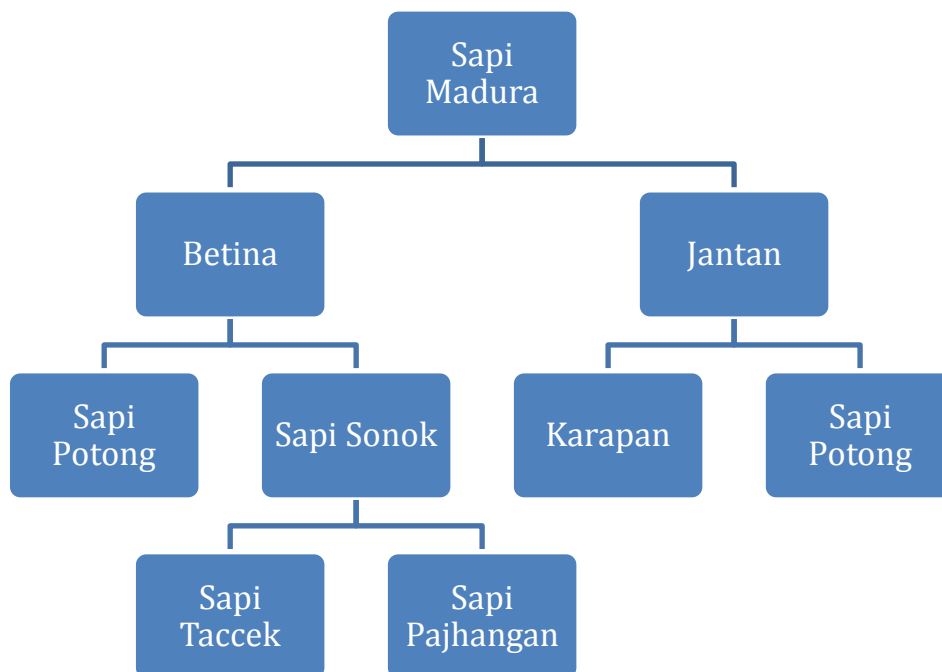 Sapi
Madura
Betina
Jantan
Sapi
Potong
Sapi Sonok
Karapan
Sapi
Potong
Sapi
Taccek
Sapi
Pajhangan